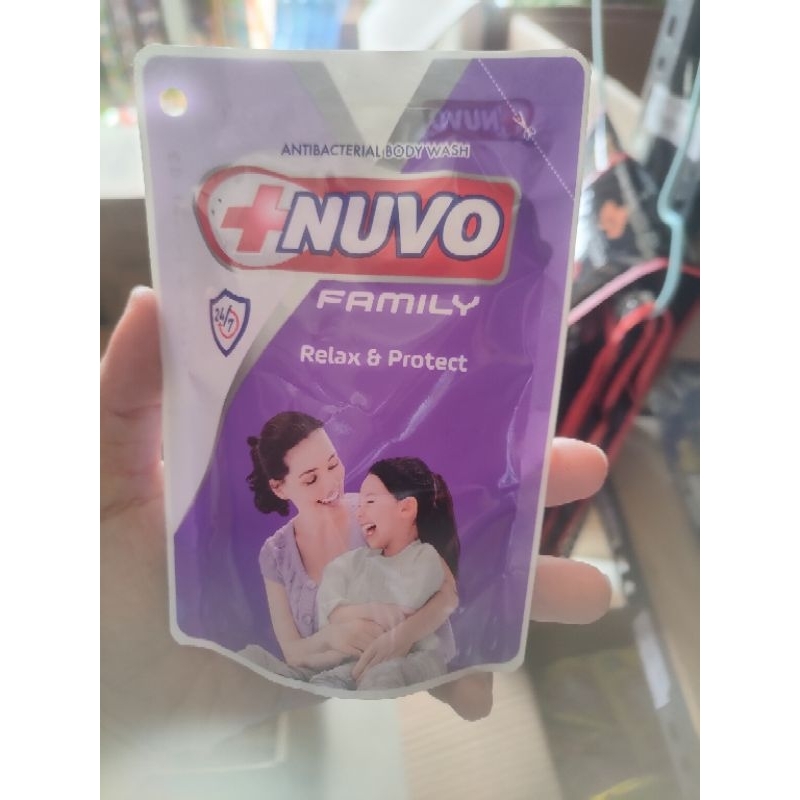 ANTIBACTERIAL BODY WASH
NUVO
FAMILY
24/7
Relax & Protect